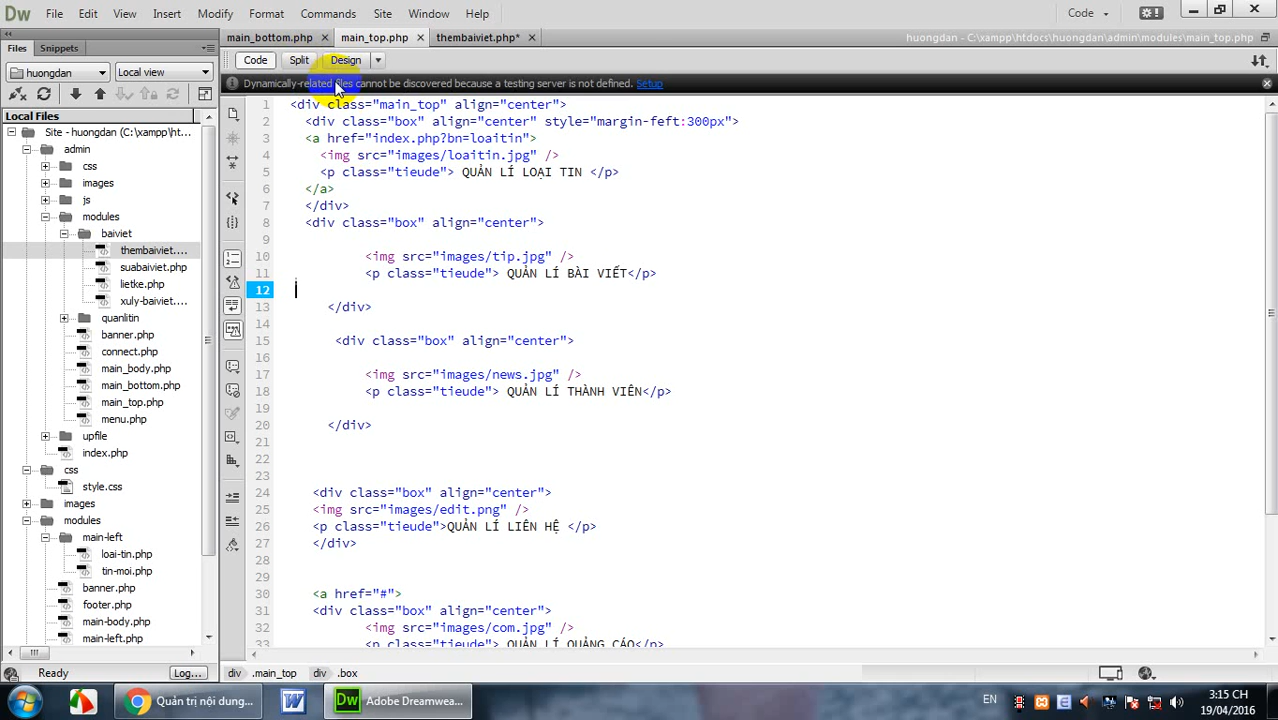 Dw File Edit View Insert Modify Format Commands Site Window Help Code
Files Snippets main_bottom.php main_top.php thembaiviet.php* huongdan - C:\xampp\htdocs\huongdan\admin\modules\main_top.php
huongdan Local view Code Split Design
Dynamically-related files cannot be discovered because a testing server is not defined. Setup
Local Files
Site - huongdan (C:\xampp\ht...
admin
css
images
js
modules
baiviet
thembaiviet....
suabaiviet.php
lietke.php
xuly-baiviet....
quanlitin
banner.php
connect.php
main_body.php
main_bottom.php
main_top.php
menu.php
upfile
index.php
css
style.css
images
modules
main-left
loai-tin.php
tin-moi.php
banner.php
footer.php
main-body.php
main-left.php
1 <div class="main_top" align="center">
2 <div class="box" align="center" style="margin-feft:300px">
3 <a href="index.php?bn=loaitin">
4 <img src="images/loaitin.jpg" />
5 <p class="tieude"> QUẢN LÍ LOẠI TIN </p>
6 </a>
7 </div>
8 <div class="box" align="center">
9
10 <img src="images/tip.jpg" />
11 <p class="tieude"> QUẢN LÍ BÀI VIẾT</p>
12
13 </div>
14
15 <div class="box" align="center">
16
17 <img src="images/news.jpg" />
18 <p class="tieude"> QUẢN LÍ THÀNH VIÊN</p>
19
20 </div>
21
22
23
24 <div class="box" align="center">
25 <img src="images/edit.png" />
26 <p class="tieude">QUẢN LÍ LIÊN HỆ </p>
27 </div>
28
29
30 <a href="#">
31 <div class="box" align="center">
32 <img src="images/com.jpg" />
33 <p class="tieude"> QUẢN LÍ QUẢNG CÁO</p>
Ready Log... div .main_top div .box
Quản trị nội dung... Adobe Dreamwea... EN 3:15 CH
19/04/2016